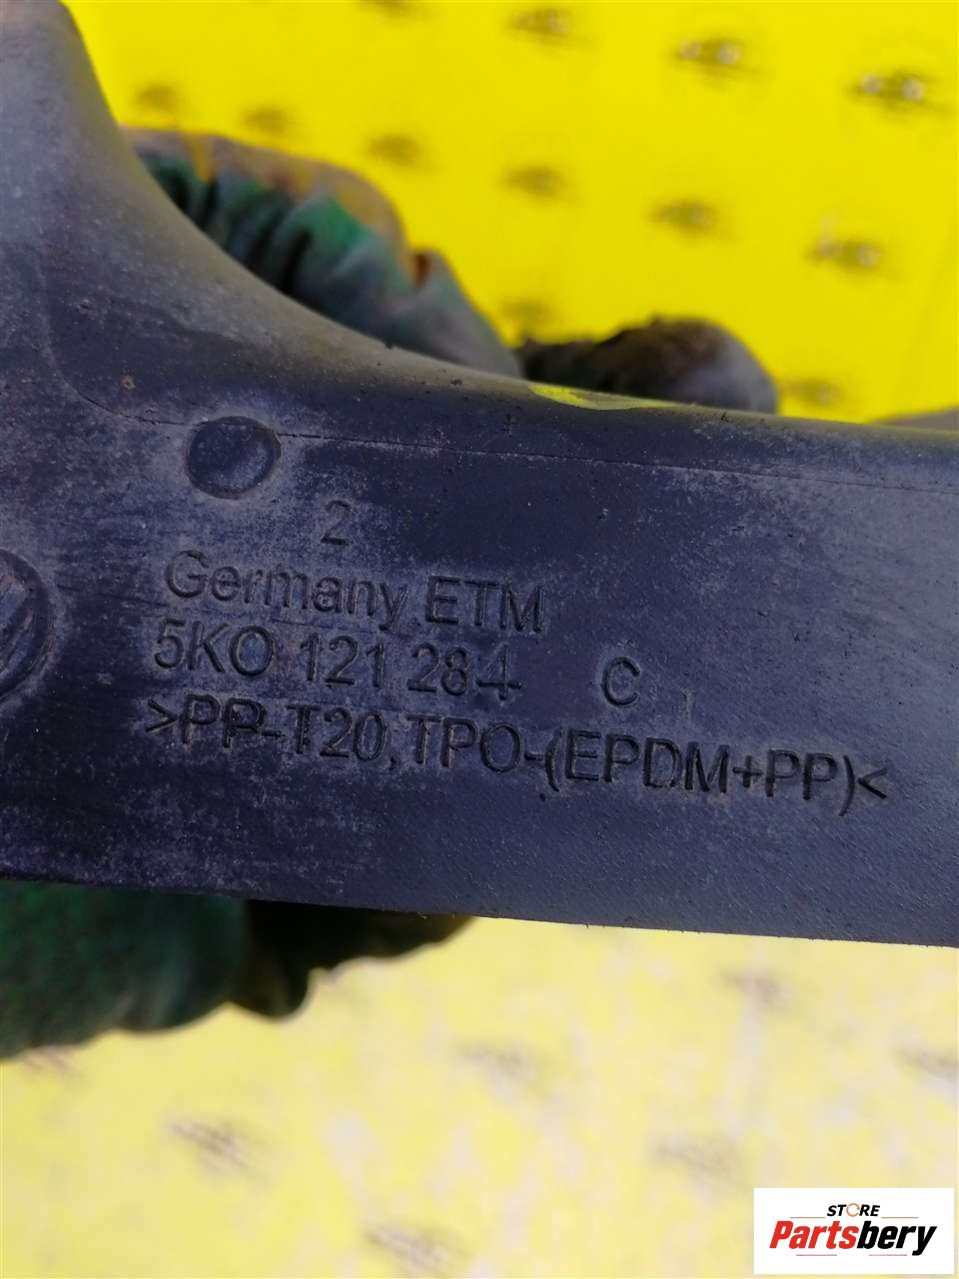 2
Germany ETM
5K0 121 284 C
>PP-T20,TPO-(EPDM+PP)<
STORE
Partsbery